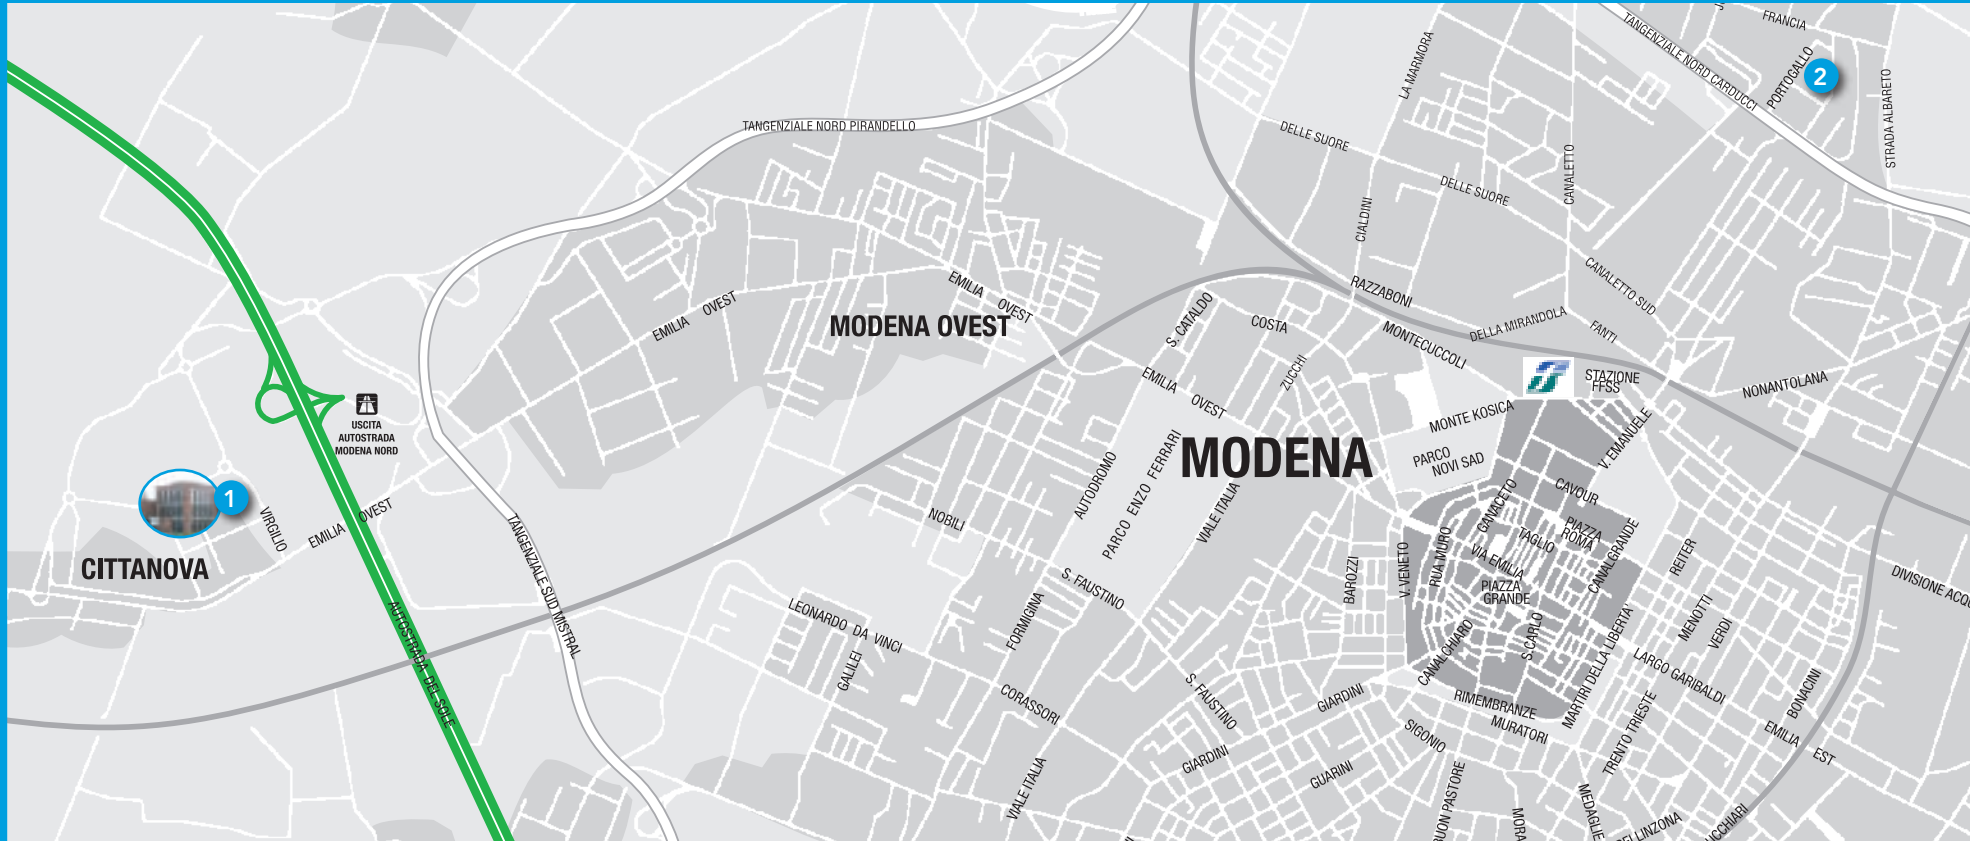 FRANCIA
TANGENZIALE NORD CARDUCCI
PORTOGALLO
2
STRADA ALBARETO
LA MARMORA
TANGENZIALE NORD PIRANDELLO
DELLE SUORE
DELLE SUORE
CANALETTO
CIALDINI
CANALETTO SUD
EMILIA OVEST
EMILIA OVEST
MODENA OVEST
RAZZABONI
S. CATALDO
COSTA
DELLA MIRANDOLA
FANTI
MONTECUCCOLI
ZUCCHI
STAZIONE
FFSS
NONANTOLANA
EMILIA OVEST
USCITA
AUTOSTRADA
MODENA NORD
MONTE KOSICA
V. EMANUELE
MODENA
PARCO
NOVI SAD
AUTODROMO
PARCO ENZO FERRARI
VIALE ITALIA
CAVOUR
GANACETO
1
VIRGILIO
EMILIA OVEST
NOBILI
TANGENZIALE SUD MISTRAL
PIAZZA
ROMA
TAGLIO
CANALGRANDE
RUA MURO
VIA EMILIA
PIAZZA
GRANDE
REITER
CITTANOVA
V. VENETO
BAROZZI
S. FAUSTINO
LEONARDO DA VINCI
FORMIGINA
GALILEI
AUTOSTRADA DEL SOLE
CANALCHIARO
S.CARLO
MARTIRI DELLA LIBERTA'
MENOTTI
VERDI
LARGO GARIBALDI
BONACINI
CORASSORI
S. FAUSTINO
GIARDINI
RIMEMBRANZE
MURATORI
SIGONIO
TRENTO TRIESTE
EMILIA EST
GIARDINI
GUARINI
VIALE ITALIA
MEDAGLIE